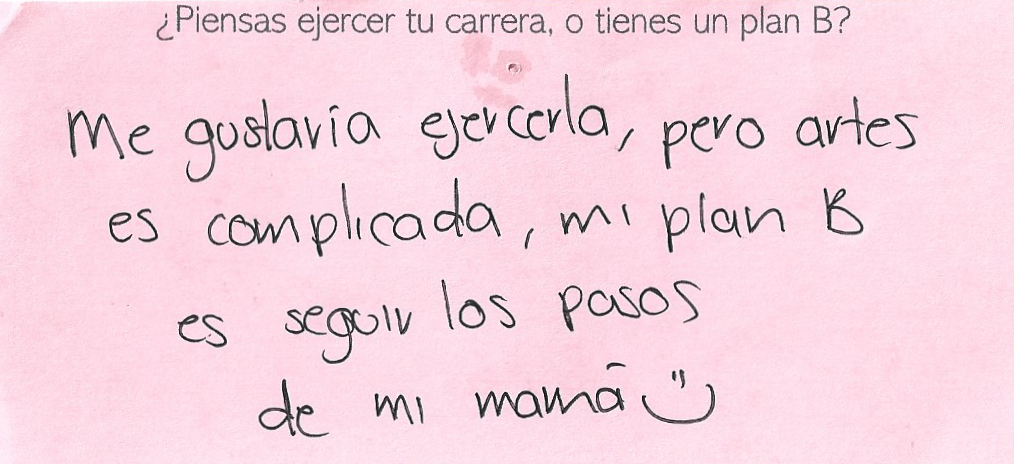 ¿Piensas ejercer tu carrera, o tienes un plan B?
Me gustaria ejercerla, pero artes
es complicada, mi plan B
es seguir los pasos
de mi mamá